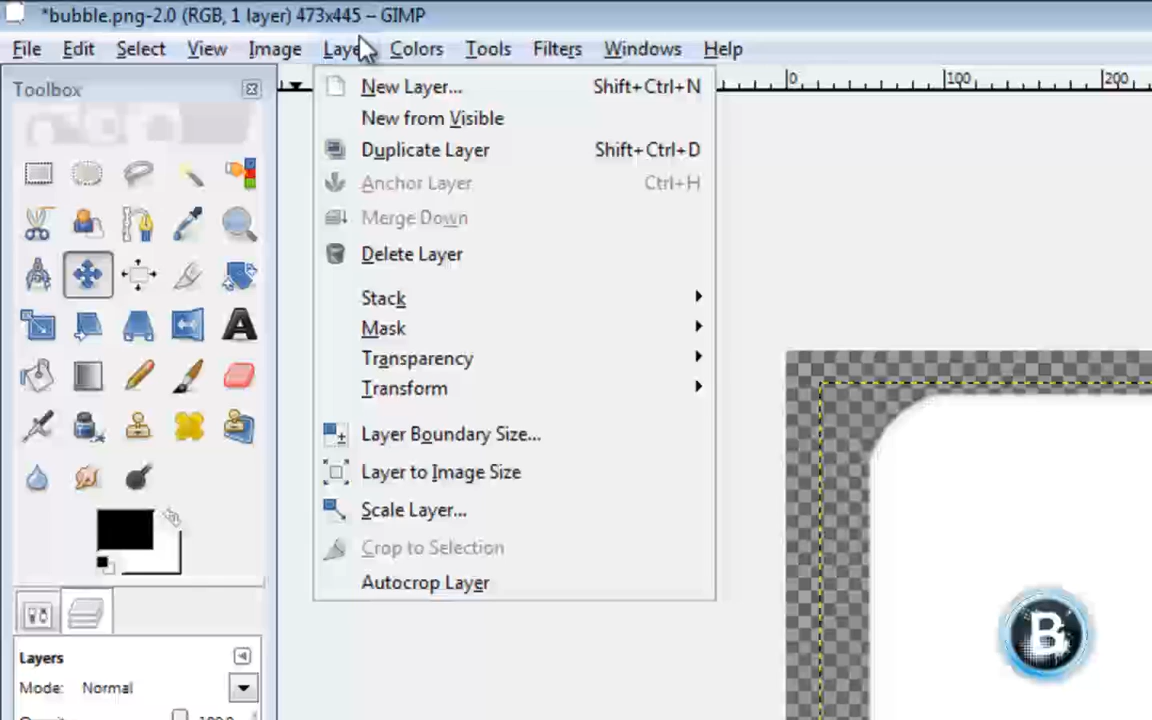 *bubble.png-2.0 (RGB, 1 layer) 473x445 – GIMP
File Edit Select View Image Colors Tools Filters Windows Help
Toolbox
0 100 200
New Layer... Shift+Ctrl+N
New from Visible
Duplicate Layer Shift+Ctrl+D
Anchor Layer Ctrl+H
Merge Down
Delete Layer
Stack
Mask
Transparency
Transform
Layer Boundary Size...
Layer to Image Size
Scale Layer...
Crop to Selection
Autocrop Layer
B
Layers
Mode: Normal